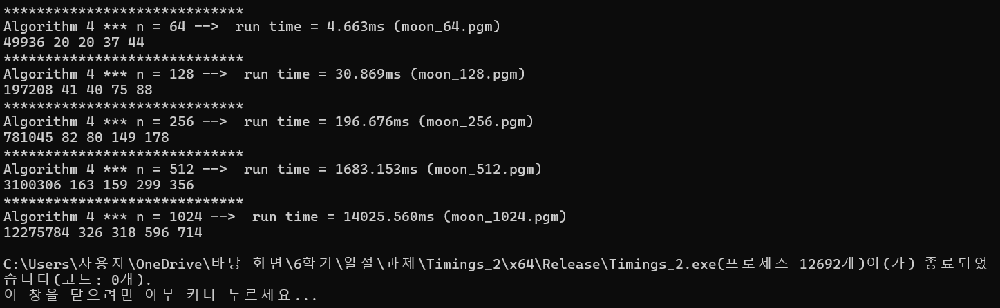 *****************************
Algorithm 4 *** n = 64 -->  run time = 4.663ms (moon_64.pgm)
49936 20 20 37 44
*****************************
Algorithm 4 *** n = 128 -->  run time = 30.869ms (moon_128.pgm)
197208 41 40 75 88
*****************************
Algorithm 4 *** n = 256 -->  run time = 196.676ms (moon_256.pgm)
781045 82 80 149 178
*****************************
Algorithm 4 *** n = 512 -->  run time = 1683.153ms (moon_512.pgm)
3100306 163 159 299 356
*****************************
Algorithm 4 *** n = 1024 -->  run time = 14025.560ms (moon_1024.pgm)
12275784 326 318 596 714
C:\Users\사용자\OneDrive\바탕 화면\6학기\알설\과제\Timings_2\x64\Release\Timings_2.exe(프로세스 12692개)이(가) 종료되었
습니다(코드: 0개).
이 창을 닫으려면 아무 키나 누르세요...